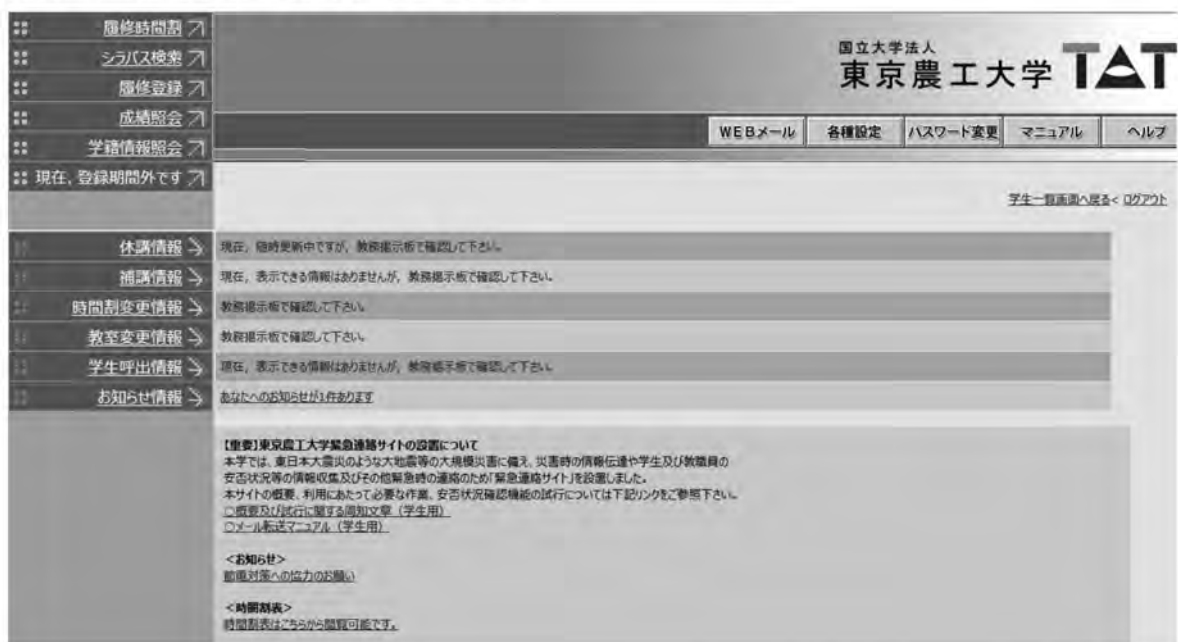 履修時間割
シラバス検索
履修登録
成績照会
学籍情報照会
現在，登録期間外です
国立大学法人
東京農工大学 TAT
WEBメール 各種設定 パスワード変更 マニュアル ヘルプ
学生一覧画面へ戻る< ログアウト
休講情報 現在，随時更新中ですが，教務掲示板で確認して下さい。
補講情報 現在，表示できる情報はありませんが，教務掲示板で確認して下さい。
時間割変更情報 教務掲示板で確認して下さい。
教室変更情報 教務掲示板で確認して下さい。
学生呼出情報 現在，表示できる情報はありませんが，教務掲示板で確認して下さい。
お知らせ情報 あなたへのお知らせが1件あります
【重要】東京農工大学緊急連絡サイトの設置について
本学では、東日本大震災のような大地震等の大規模災害に備え、災害時の情報伝達や学生及び教職員の
安否状況等の情報収集及びその他緊急時の連絡のため「緊急連絡サイト」を設置しました。
本サイトの概要、利用にあたって必要な作業、安否状況確認機能の試行については下記リンクをご参照下さい。
○概要及び試行に関する周知文章（学生用）
○メール転送マニュアル（学生用）
＜お知らせ＞
節電対策への協力のお願い
＜時間割表＞
時間割表はこちらから閲覧可能です。